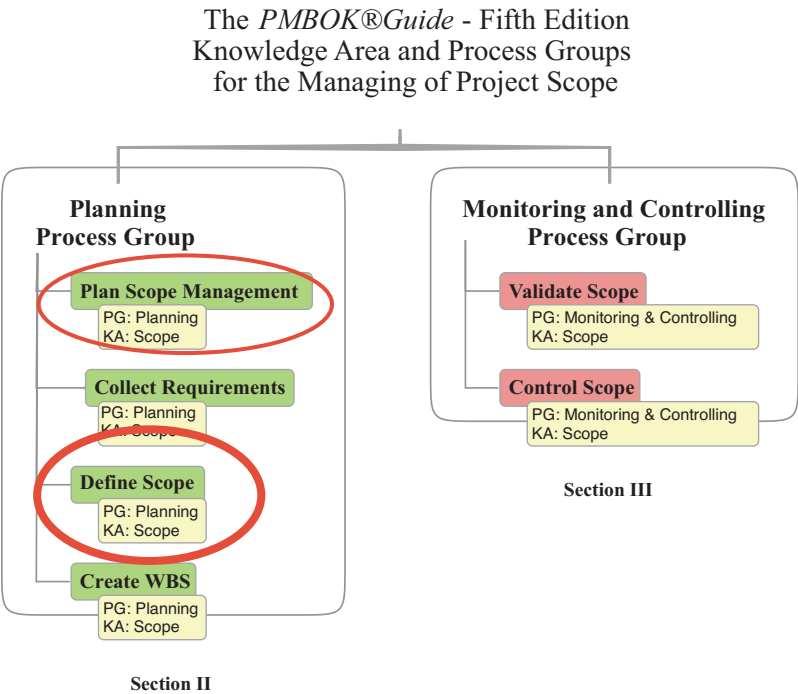 The PMBOK®Guide - Fifth Edition
Knowledge Area and Process Groups
for the Managing of Project Scope
Planning
Process Group
Plan Scope Management
PG: Planning
KA: Scope
Collect Requirements
PG: Planning
KA: Scope
Define Scope
PG: Planning
KA: Scope
Create WBS
PG: Planning
KA: Scope
Section II
Monitoring and Controlling
Process Group
Validate Scope
PG: Monitoring & Controlling
KA: Scope
Control Scope
PG: Monitoring & Controlling
KA: Scope
Section III